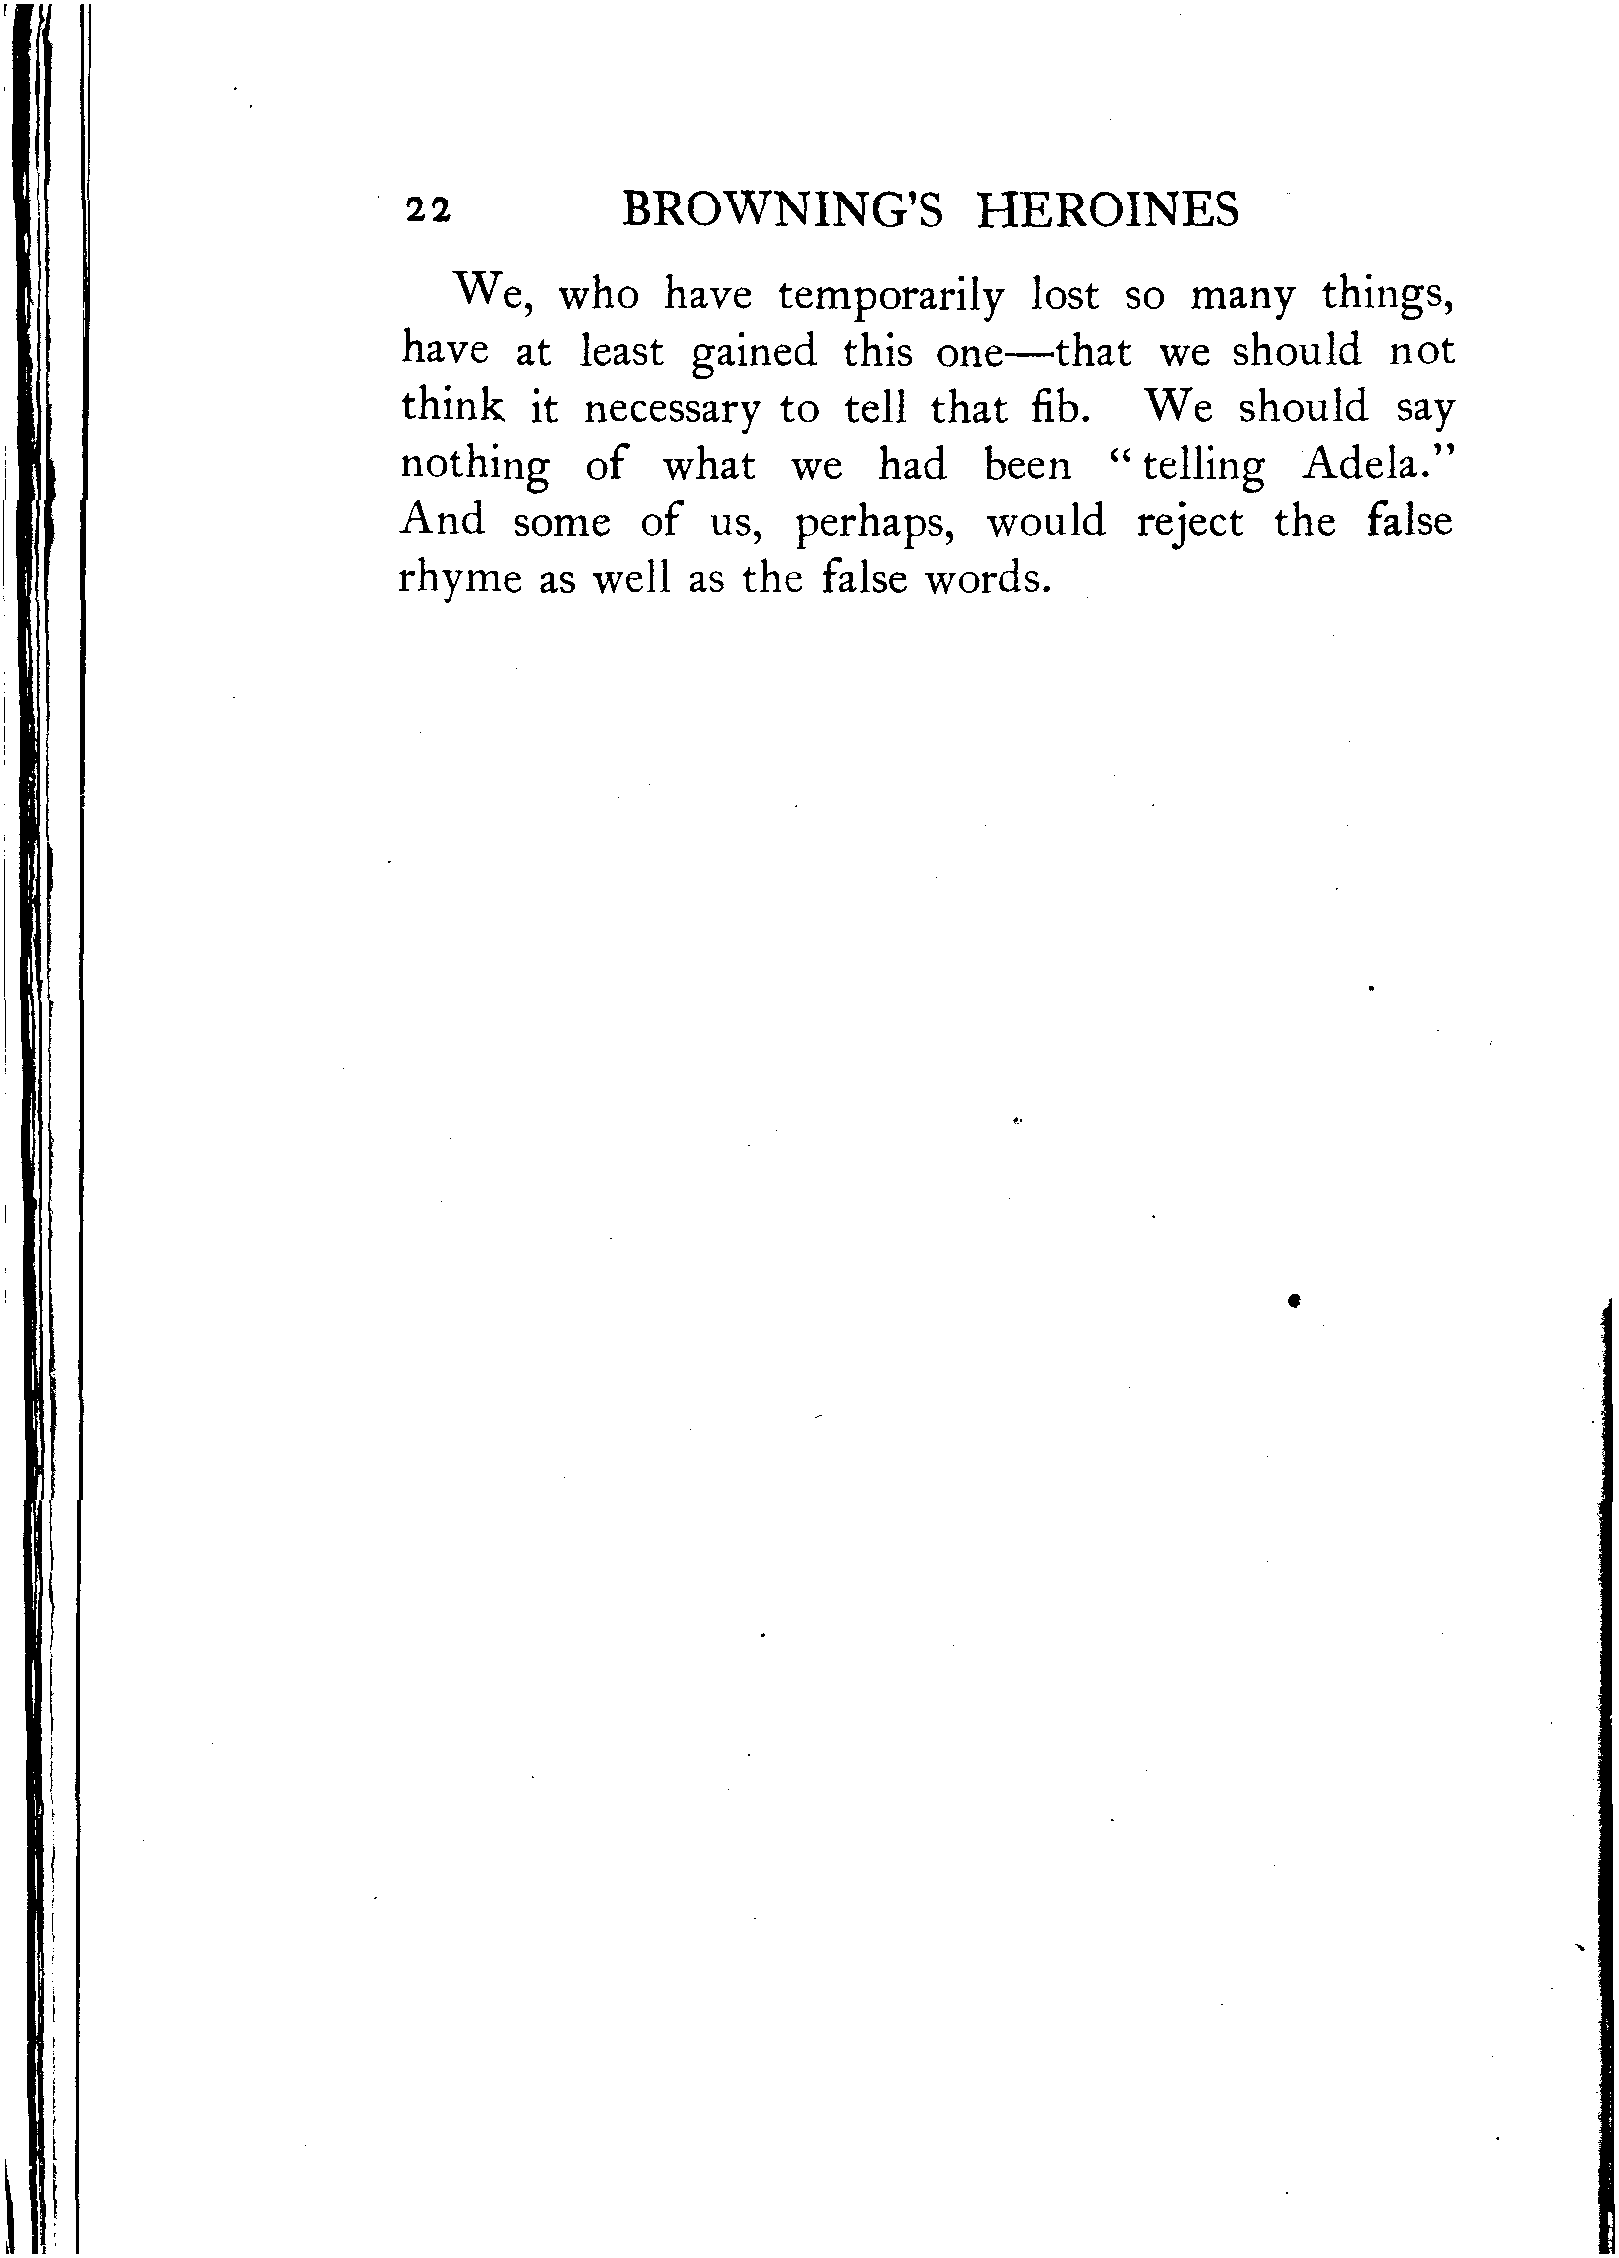 22 BROWNING'S HEROINES
We, who have temporarily lost so many things,
have at least gained this one—that we should not
think it necessary to tell that fib. We should say
nothing of what we had been “telling Adela.”
And some of us, perhaps, would reject the false
rhyme as well as the false words.